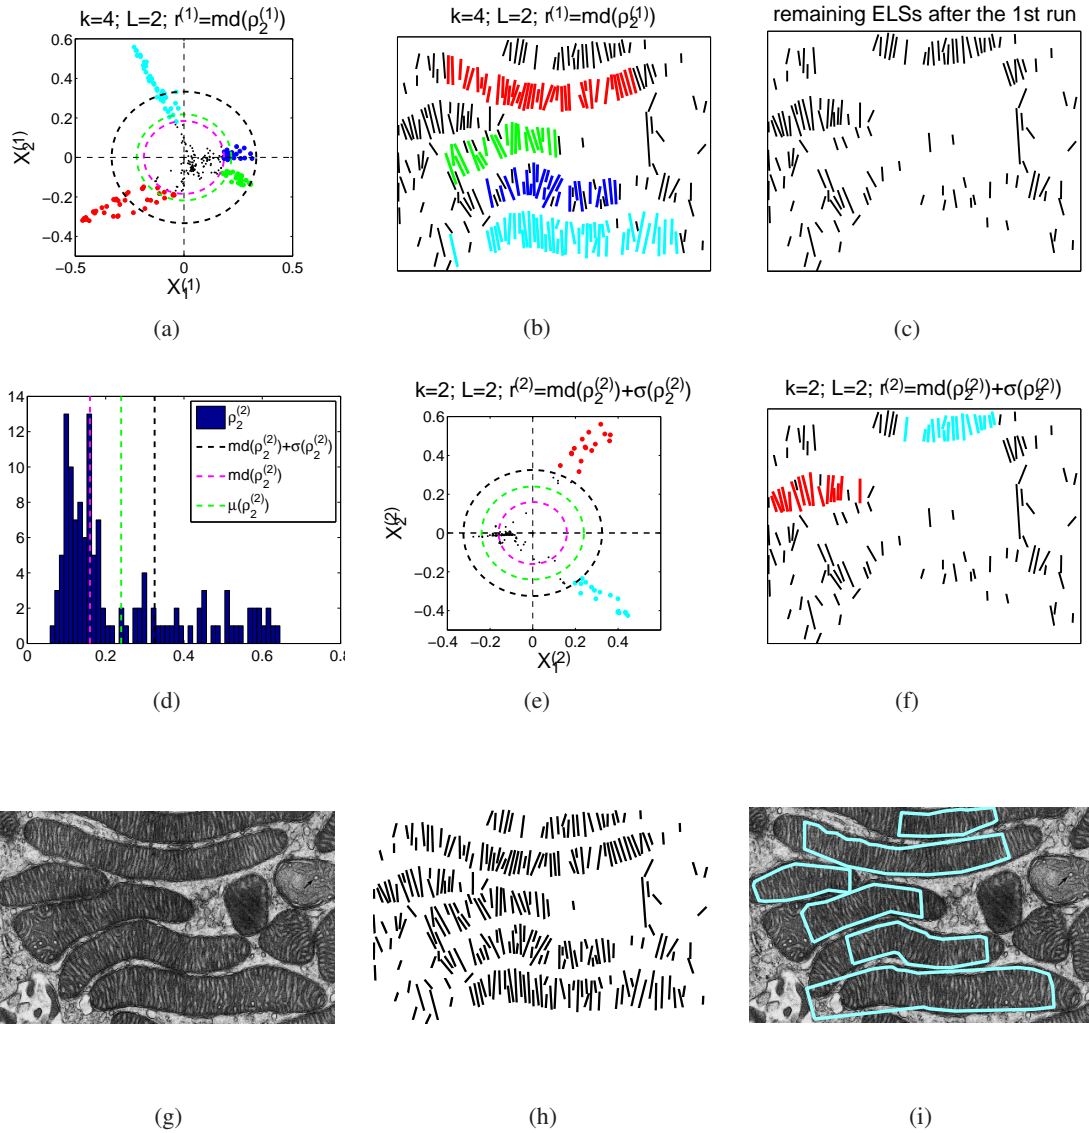 k=4; L=2; r⁽¹⁾=md(ρ₂⁽¹⁾)
k=4; L=2; r⁽¹⁾=md(ρ₂⁽¹⁾)
remaining ELSs after the 1st run
0.6
0.4
0.2
0
−0.2
−0.4
X₂⁽¹⁾
−0.5
0
0.5
X₁⁽¹⁾
(a)
(b)
(c)
k=2; L=2; r⁽²⁾=md(ρ₂⁽²⁾)+σ(ρ₂⁽²⁾)
k=2; L=2; r⁽²⁾=md(ρ₂⁽²⁾)+σ(ρ₂⁽²⁾)
14
12
10
8
6
4
2
0
0
0.2
0.4
0.6
0.8
ρ₂⁽²⁾
md(ρ₂⁽²⁾)+σ(ρ₂⁽²⁾)
md(ρ₂⁽²⁾)
μ(ρ₂⁽²⁾)
0.6
0.4
0.2
0
−0.2
−0.4
X₂⁽²⁾
−0.4
−0.2
0
0.2
0.4
0.6
X₁⁽²⁾
(d)
(e)
(f)
(g)
(h)
(i)